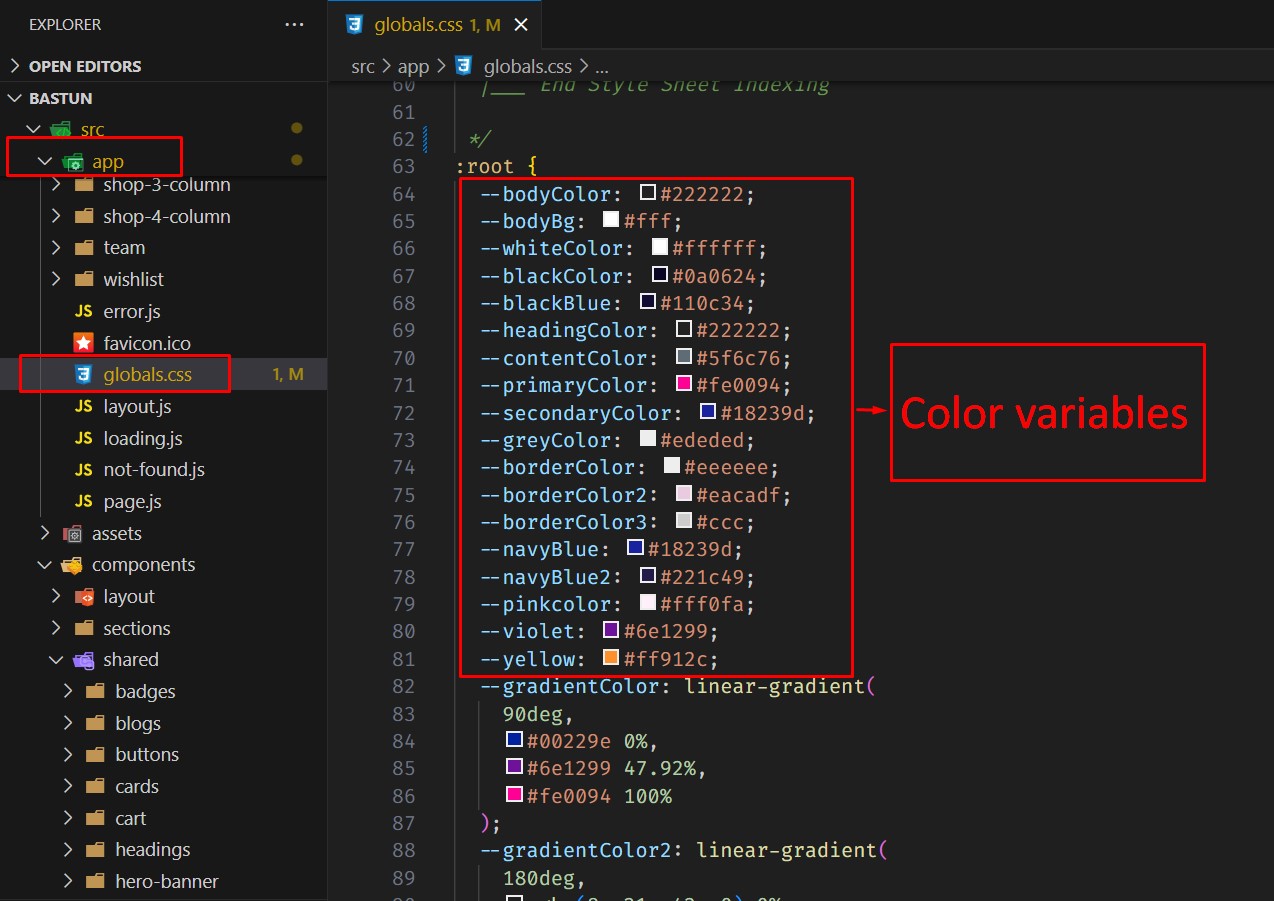 EXPLORER
···
OPEN EDITORS
BASTUN
src
app
shop-3-column
shop-4-column
team
wishlist
JS error.js
favicon.ico
globals.css 1, M
JS layout.js
JS loading.js
JS not-found.js
JS page.js
assets
components
layout
sections
shared
badges
blogs
buttons
cards
cart
headings
hero-banner
globals.css 1, M
src > app > globals.css > ...
60 |___ End Style Sheet Indexing
61
62 */
63 :root {
64 --bodyColor: #222222;
65 --bodyBg: #fff;
66 --whiteColor: #ffffff;
67 --blackColor: #0a0624;
68 --blackBlue: #110c34;
69 --headingColor: #222222;
70 --contentColor: #5f6c76;
71 --primaryColor: #fe0094;
72 --secondaryColor: #18239d;
73 --greyColor: #ededed;
74 --borderColor: #eeeeee;
75 --borderColor2: #eacadf;
76 --borderColor3: #ccc;
77 --navyBlue: #18239d;
78 --navyBlue2: #221c49;
79 --pinkcolor: #fff0fa;
80 --violet: #6e1299;
81 --yellow: #ff912c;
82 --gradientColor: linear-gradient(
83 90deg,
84 #00229e 0%,
85 #6e1299 47.92%,
86 #fe0094 100%
87 );
88 --gradientColor2: linear-gradient(
89 180deg,
Color variables